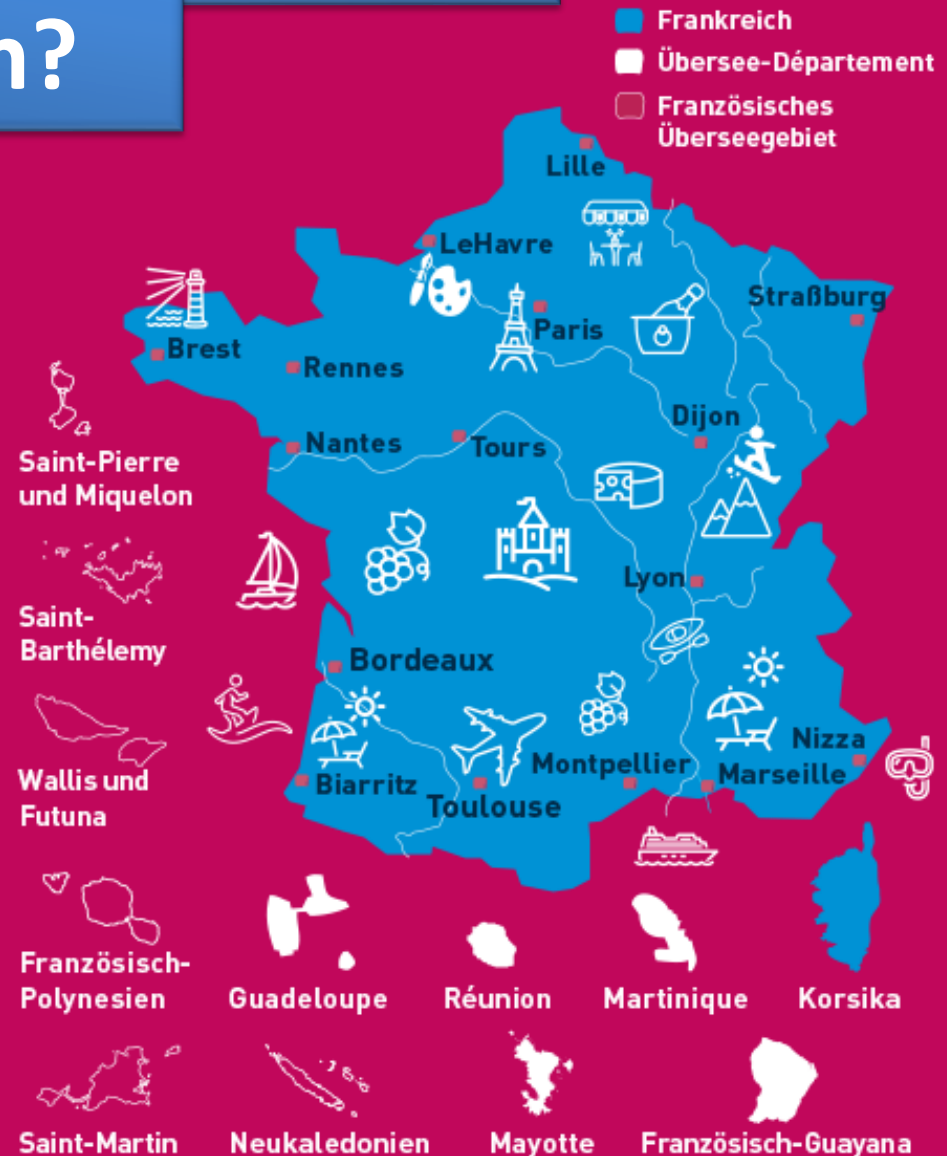 n?
Frankreich
Übersee-Département
Französisches
Überseegebiet
Lille
LeHavre
Straßburg
Paris
Brest
Rennes
Dijon
Nantes
Tours
Saint-Pierre
und Miquelon
Lyon
Saint-
Barthélemy
Bordeaux
Wallis und
Futuna
Nizza
Montpellier
Marseille
Biarritz
Toulouse
Französisch-
Polynesien
Guadeloupe
Réunion
Martinique
Korsika
Saint-Martin
Neukaledonien
Mayotte
Französisch-Guayana